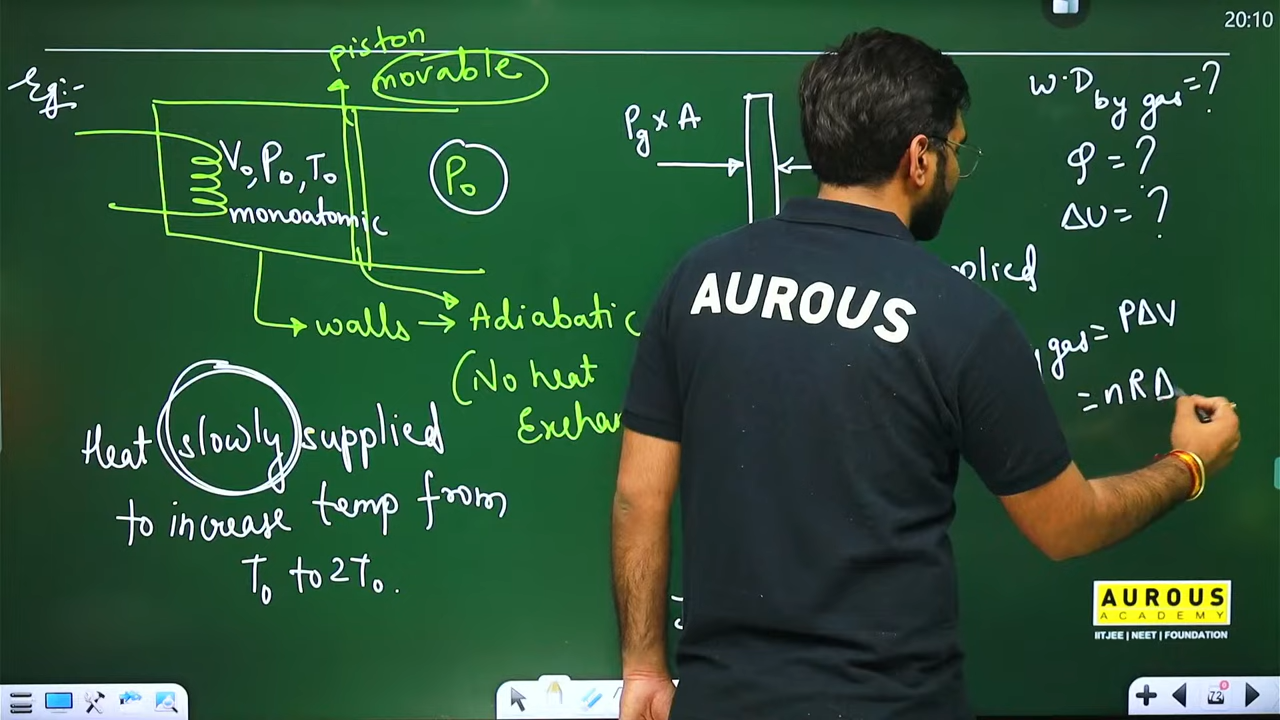 20:10
Eg:-
piston
movable
V₀, P₀, T₀
monoatomic
P₀
walls → Adiabatic
(No heat
Exchan
Heat slowly supplied
to increase temp from
T₀ to 2T₀.
Pg × A
W.D by gas = ?
φ = ?
ΔU = ?
plied
gas = PΔV
= nRΔ
AUROUS
AUROUS
ACADEMY
IITJEE | NEET | FOUNDATION
72